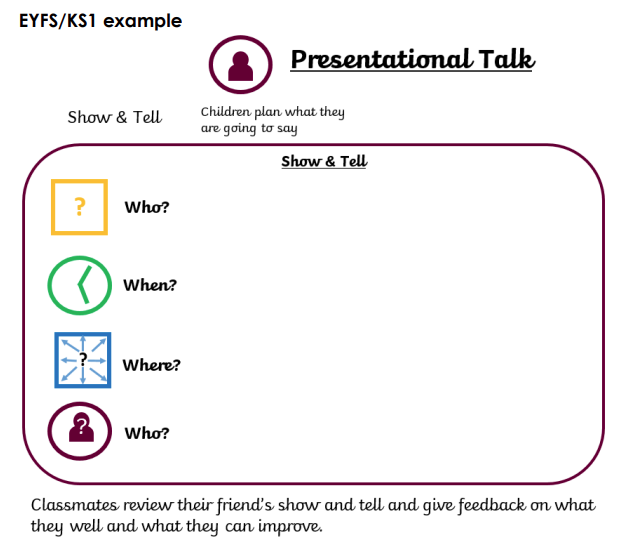 EYFS/KS1 example
Presentational Talk
Show & Tell
Children plan what they
are going to say
Show & Tell
?
Who?
When?
?
Where?
?
Who?
Classmates review their friend's show and tell and give feedback on what
they well and what they can improve.